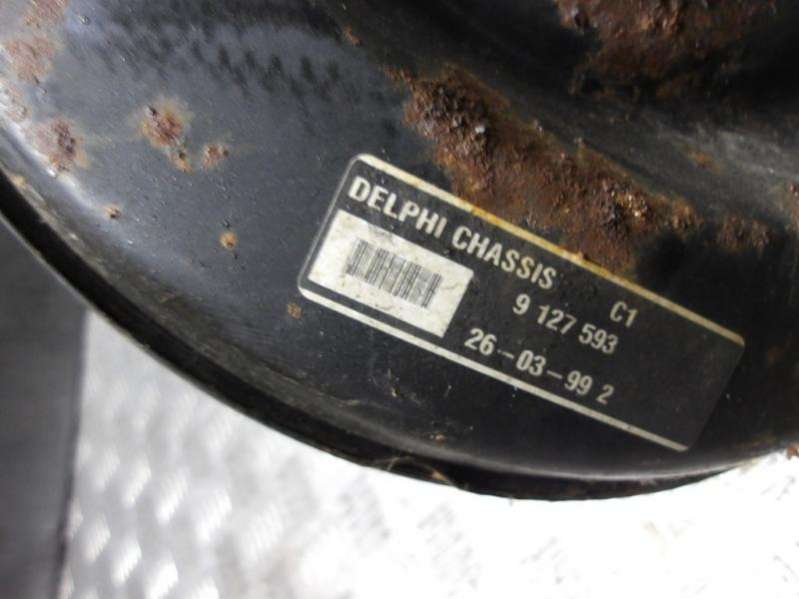 DELPHI CHASSIS C1
9 127 593
26-03-99 2